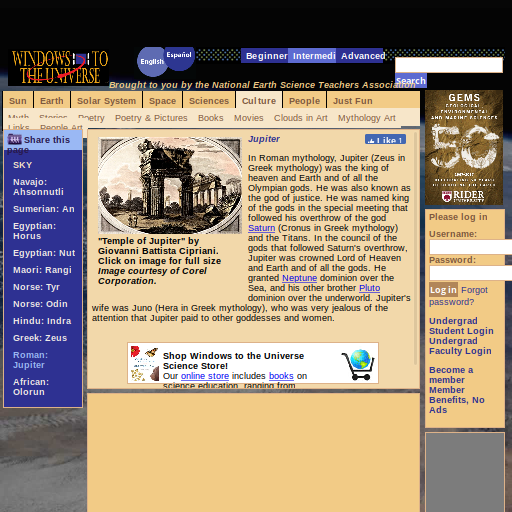 WINDOWS TO
THE UNIVERSE
English
Español
Beginner Intermedi Advanced
Search
Brought to you by the National Earth Science Teachers Association
Sun Earth Solar System Space Sciences Culture People Just Fun
Myth Stories Poetry Poetry & Pictures Books Movies Clouds in Art Mythology Art
Links People Art
Share this
page
SKY
Navajo:
Ahsonnutli
Sumerian: An
Egyptian:
Horus
Egyptian: Nut
Maori: Rangi
Norse: Tyr
Norse: Odin
Hindu: Indra
Greek: Zeus
Roman:
Jupiter
African:
Olorun
"Temple of Jupiter" by
Giovanni Battista Cipriani.
Click on image for full size
Image courtesy of Corel
Corporation.
Jupiter
Like 1
In Roman mythology, Jupiter (Zeus in
Greek mythology) was the king of
heaven and Earth and of all the
Olympian gods. He was also known as
the god of justice. He was named king
of the gods in the special meeting that
followed his overthrow of the god
Saturn (Cronus in Greek mythology)
and the Titans. In the council of the
gods that followed Saturn's overthrow,
Jupiter was crowned Lord of Heaven
and Earth and of all the gods. He
granted Neptune dominion over the
Sea, and his other brother Pluto
dominion over the underworld. Jupiter's
wife was Juno (Hera in Greek mythology), who was very jealous of the
attention that Jupiter paid to other goddesses and women.
Shop Windows to the Universe
Science Store!
Our online store includes books on
science education, ranging from
GEMS
GEOLOGICAL,
ENVIRONMENTAL
AND MARINE SCIENCES
50
RIDER
UNIVERSITY
Please log in
Username:
Password:
Log in Forgot
password?
Undergrad
Student Login
Undergrad
Faculty Login
Become a
member
Member
Benefits, No
Ads